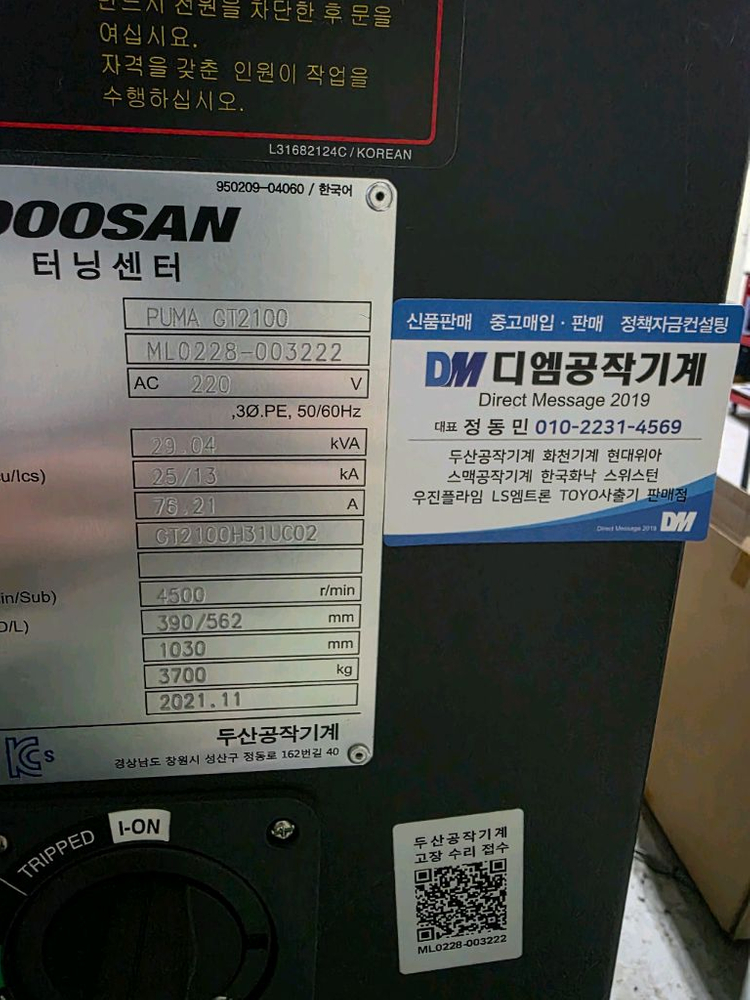 반드시 전원을 차단한 후 문을
여십시요.
자격을 갖춘 인원이 작업을
수행하십시오.
L31682124C / KOREAN
950209-04060 / 한국어
DOOSAN
터닝센터
PUMA GT2100
ML0228-003222
AC 220 V
,3Ø.PE, 50/60Hz
29.04 kVA
cu/Ics) 25/13 kA
76.21 A
GT2100H31UC02
in/Sub) 4500 r/min
D/L) 390/562 mm
1030 mm
3700 kg
2021.11
두산공작기계
경상남도 창원시 성산구 정동로 162번길 40
KCs
신품판매 중고매입 · 판매 정책자금컨설팅
DM 디엠공작기계
Direct Message 2019
대표 정동민 010-2231-4569
두산공작기계 화천기계 현대위아
스맥공작기계 한국화낙 스위스턴
우진플라임 LS엠트론 TOYO사출기 판매점
Direct Message 2019 DM
TRIPPED
I-ON
두산공작기계
고장 수리 접수
ML0228-003222